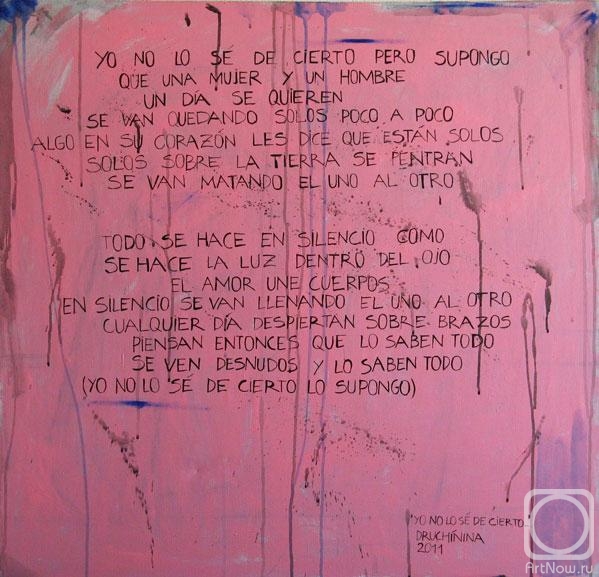 YO NO LO SÉ DE CIERTO PERO SUPONGO
QUE UNA MUJER Y UN HOMBRE
UN DÍA SE QUIEREN
SE VAN QUEDANDO SOLOS POCO A POCO
ALGO EN SU CORAZÓN LES DICE QUE ESTÁN SOLOS
SOLOS SOBRE LA TIERRA SE PENTRAN
SE VAN MATANDO EL UNO AL OTRO
TODO SE HACE EN SILENCIO COMO
SE HACE LA LUZ DENTRO DEL OJO
EL AMOR UNE CUERPOS
EN SILENCIO SE VAN LLENANDO EL UNO AL OTRO
CUALQUIER DÍA DESPIERTAN SOBRE BRAZOS
PIENSAN ENTONCES QUE LO SABEN TODO
SE VEN DESNUDOS Y LO SABEN TODO
(YO NO LO SÉ DE CIERTO LO SUPONGO)
"YO NO LO SÉ DE CIERTO..."
DRUCHÍNINA
2011
ArtNow.ru